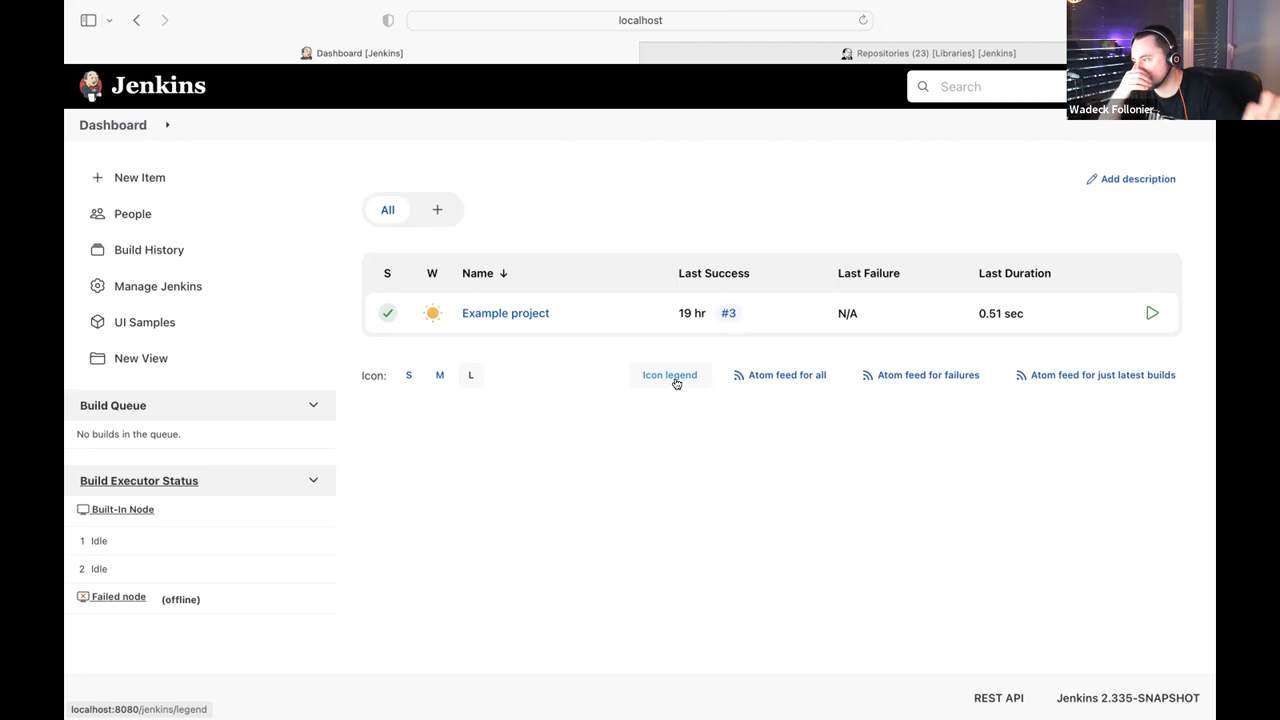 localhost
Dashboard [Jenkins]
Repositories (23) [Libraries] [Jenkins]
Jenkins
Search
Wadeck Follonier
Dashboard
New Item
People
Build History
Manage Jenkins
UI Samples
New View
Build Queue
No builds in the queue.
Build Executor Status
Built-In Node
1 Idle
2 Idle
Failed node (offline)
Add description
All +
S W Name ↓ Last Success Last Failure Last Duration
Example project 19 hr #3 N/A 0.51 sec
Icon: S M L Icon legend Atom feed for all Atom feed for failures Atom feed for just latest builds
REST API Jenkins 2.335-SNAPSHOT
localhost:8080/jenkins/legend